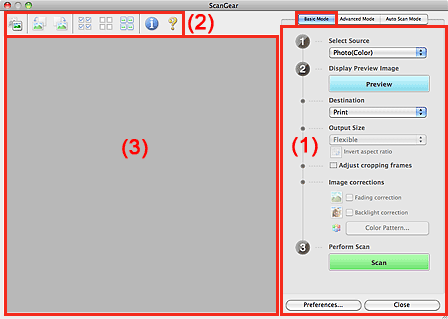 ScanGear
(2)
Basic Mode Advanced Mode Auto Scan Mode
(3)
(1)
1 Select Source
Photo(Color)
2 Display Preview Image
Preview
Destination
Print
Output Size
Flexible
Invert aspect ratio
Adjust cropping frames
Image corrections
Fading correction
Backlight correction
Color Pattern...
3 Perform Scan
Scan
Preferences... Close